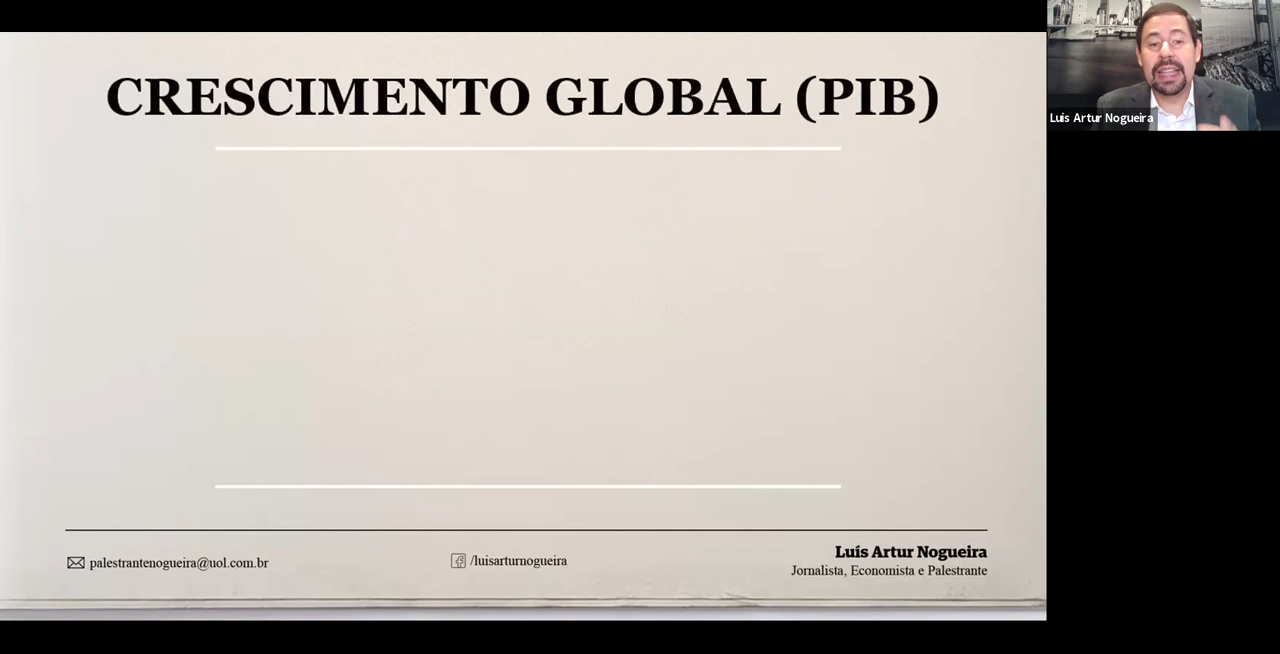 CRESCIMENTO GLOBAL (PIB)
Luis Artur Nogueira
palestrantenogueira@uol.com.br
/luisarturnogueira
Luís Artur Nogueira
Jornalista, Economista e Palestrante